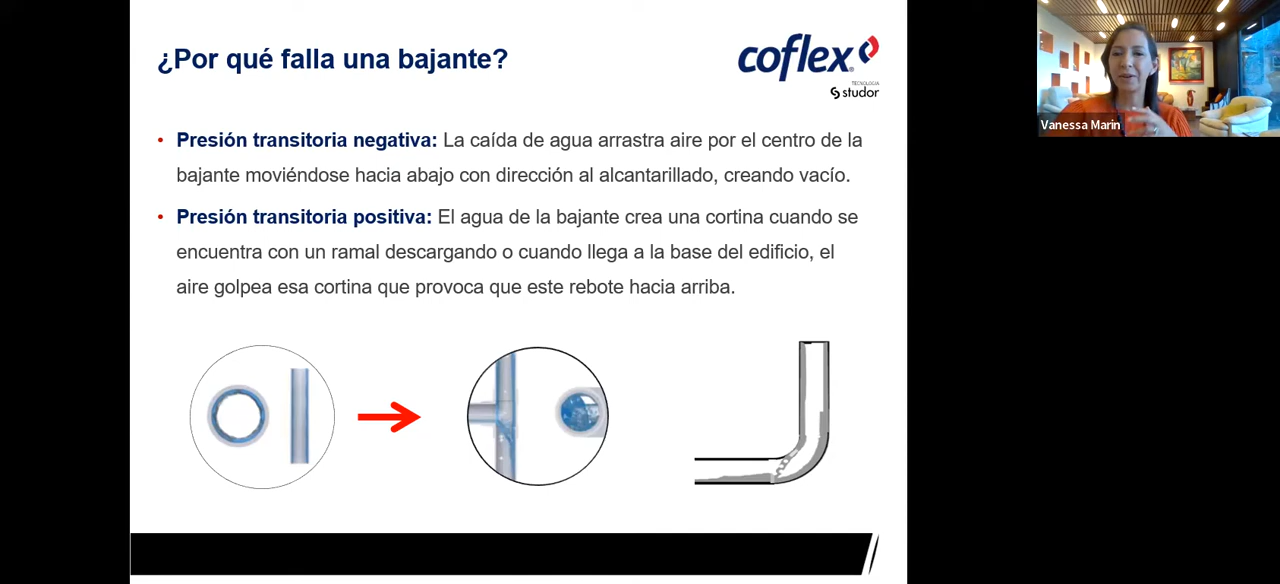 ¿Por qué falla una bajante?
coflex
TECNOLOGÍA
studor
• Presión transitoria negativa: La caída de agua arrastra aire por el centro de la
bajante moviéndose hacia abajo con dirección al alcantarillado, creando vacío.
• Presión transitoria positiva: El agua de la bajante crea una cortina cuando se
encuentra con un ramal descargando o cuando llega a la base del edificio, el
aire golpea esa cortina que provoca que este rebote hacia arriba.
Vanessa Marin